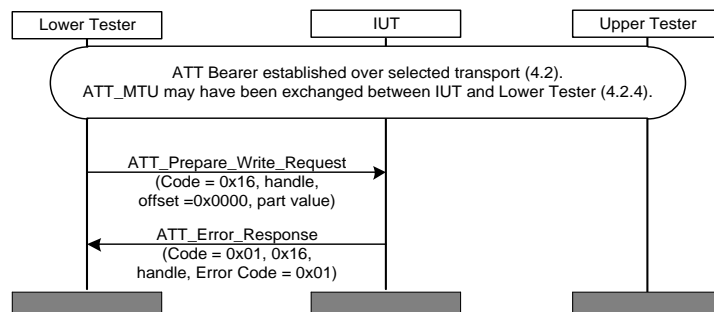 Lower Tester
IUT
Upper Tester
ATT Bearer established over selected transport (4.2).
ATT_MTU may have been exchanged between IUT and Lower Tester (4.2.4).
ATT_Prepare_Write_Request
(Code = 0x16, handle,
offset =0x0000, part value)
ATT_Error_Response
(Code = 0x01, 0x16,
handle, Error Code = 0x01)